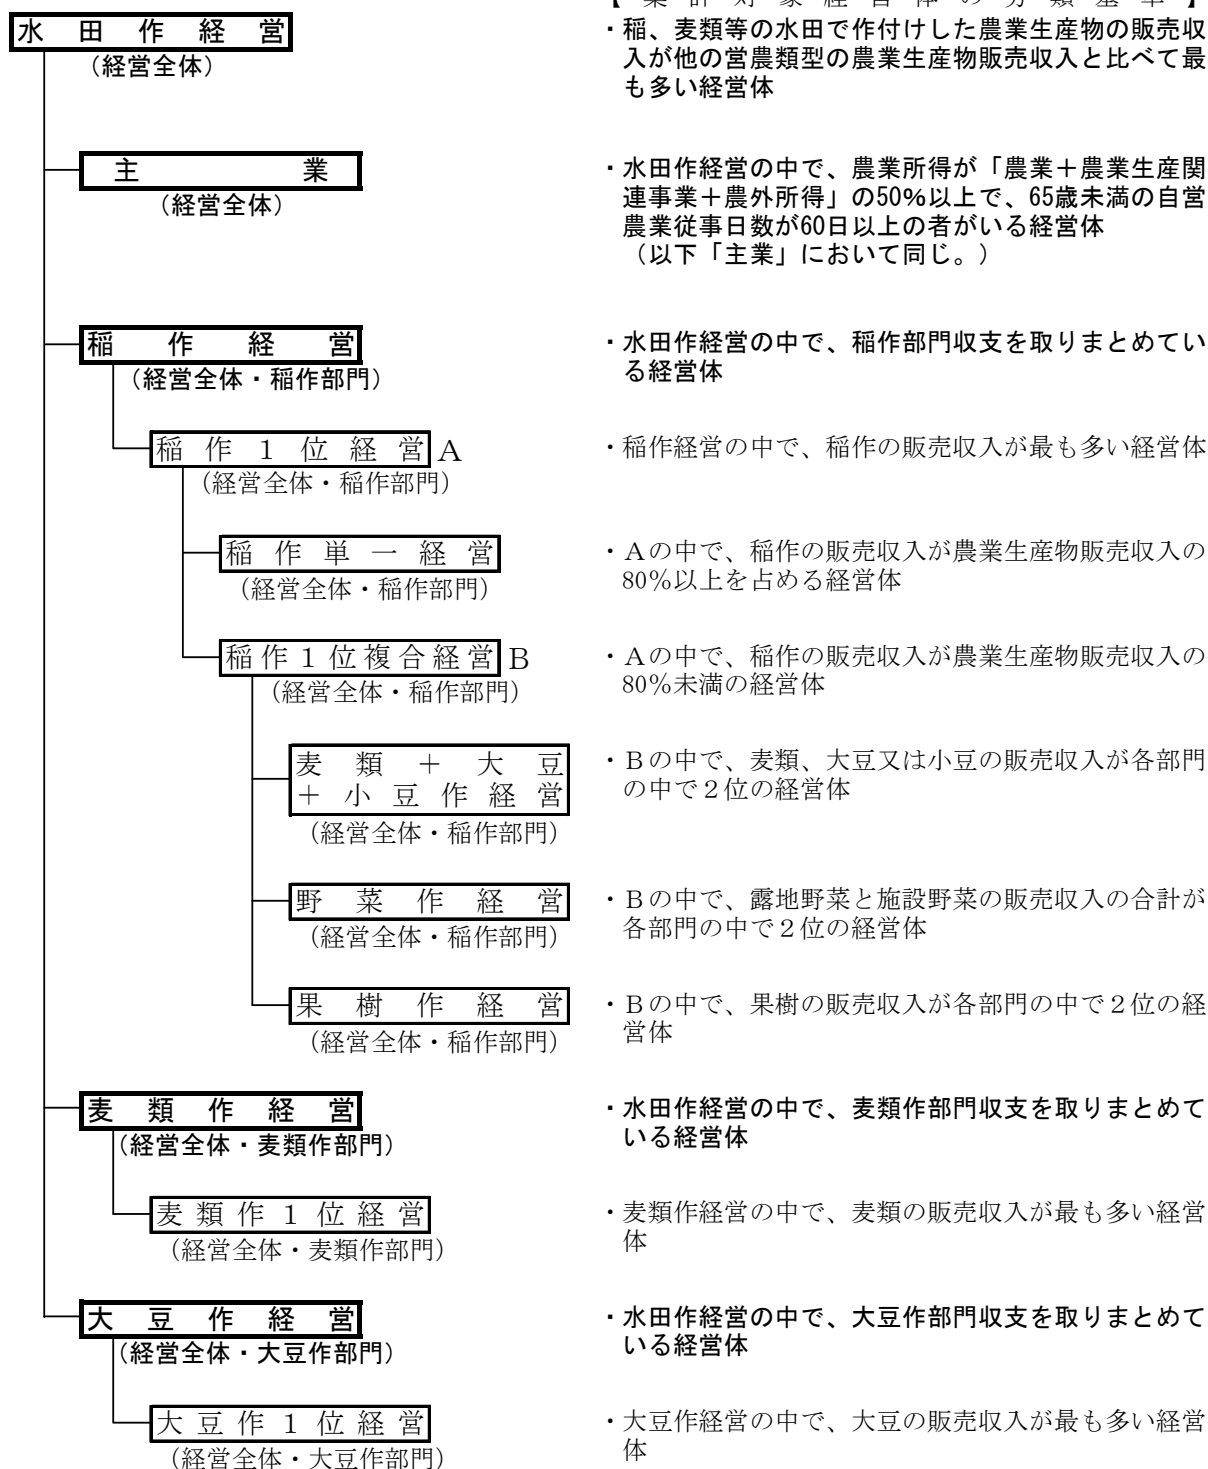 【集計対象経営体の分類基準】
水田作経営
（経営全体）
・稲、麦類等の水田で作付けした農業生産物の販売収
入が他の営農類型の農業生産物販売収入と比べて最
も多い経営体
主業
（経営全体）
・水田作経営の中で、農業所得が「農業＋農業生産関
連事業＋農外所得」の50％以上で、65歳未満の自営
農業従事日数が60日以上の者がいる経営体
（以下「主業」において同じ。）
稲作経営
（経営全体・稲作部門）
・水田作経営の中で、稲作部門収支を取りまとめてい
る経営体
稲作１位経営 Ａ
（経営全体・稲作部門）
・稲作経営の中で、稲作の販売収入が最も多い経営体
稲作単一経営
（経営全体・稲作部門）
・Ａの中で、稲作の販売収入が農業生産物販売収入の
80％以上を占める経営体
稲作１位複合経営 Ｂ
（経営全体・稲作部門）
・Ａの中で、稲作の販売収入が農業生産物販売収入の
80％未満の経営体
麦類＋大豆
＋小豆作経営
（経営全体・稲作部門）
・Ｂの中で、麦類、大豆又は小豆の販売収入が各部門
の中で２位の経営体
野菜作経営
（経営全体・稲作部門）
・Ｂの中で、露地野菜と施設野菜の販売収入の合計が
各部門の中で２位の経営体
果樹作経営
（経営全体・稲作部門）
・Ｂの中で、果樹の販売収入が各部門の中で２位の経
営体
麦類作経営
（経営全体・麦類作部門）
・水田作経営の中で、麦類作部門収支を取りまとめて
いる経営体
麦類作１位経営
（経営全体・麦類作部門）
・麦類作経営の中で、麦類の販売収入が最も多い経営
体
大豆作経営
（経営全体・大豆作部門）
・水田作経営の中で、大豆作部門収支を取りまとめて
いる経営体
大豆作１位経営
（経営全体・大豆作部門）
・大豆作経営の中で、大豆の販売収入が最も多い経営
体